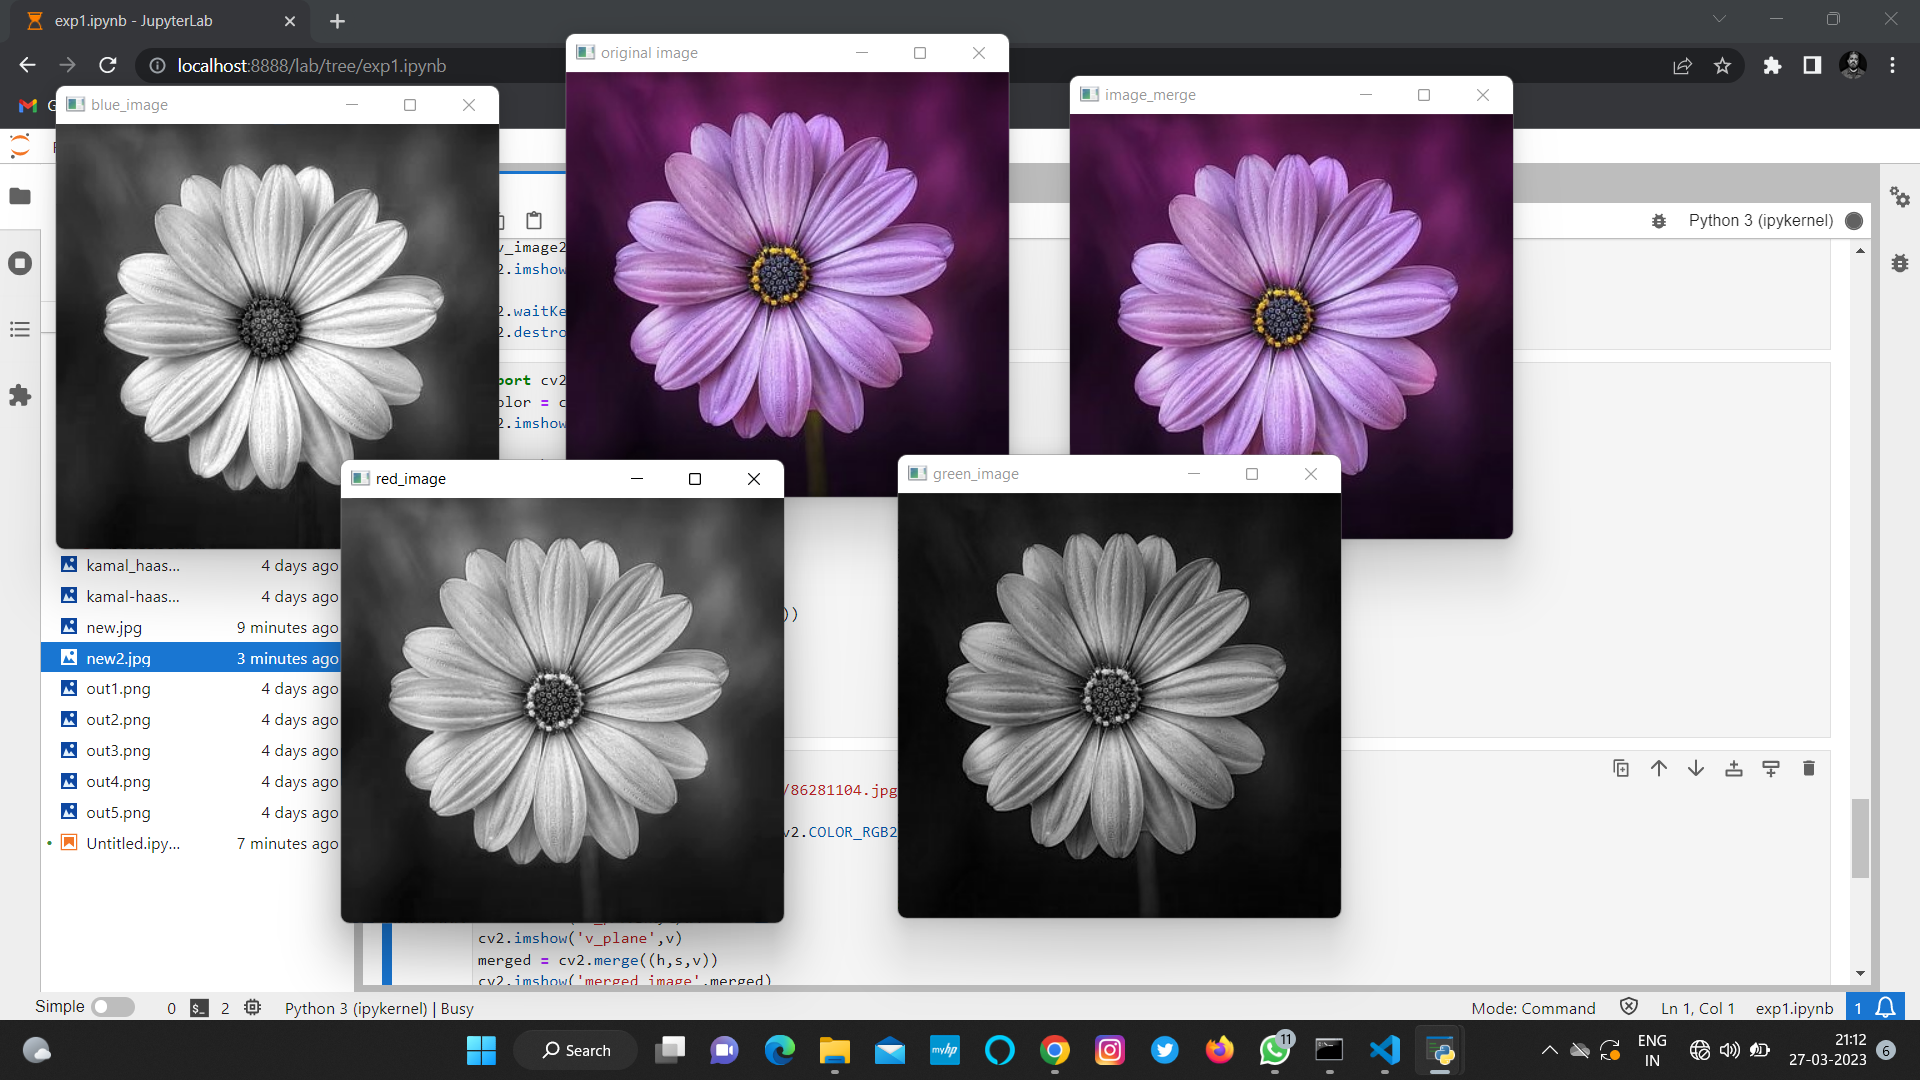 exp1.ipynb - JupyterLab
localhost:8888/lab/tree/exp1.ipynb
original image
image_merge
blue_image
Python 3 (ipykernel)
v_image2
2.imshow
2.waitKe
2.destro
port cv2
olor = c
2.imshow
red_image
green_image
kamal_haas... 4 days ago
kamal-haas... 4 days ago
new.jpg 9 minutes ago
))
new2.jpg 3 minutes ago
out1.png 4 days ago
out2.png 4 days ago
out3.png 4 days ago
out4.png 4 days ago
/86281104.jpg
out5.png 4 days ago
v2.COLOR_RGB2
Untitled.ipy... 7 minutes ago
cv2.imshow('v_plane',v)
merged = cv2.merge((h,s,v))
cv2.imshow('merged image',merged)
Simple 0 2 Python 3 (ipykernel) | Busy Mode: Command Ln 1, Col 1 exp1.ipynb 1
Search
myhp
11
ENG
IN
21:12
27-03-2023
6